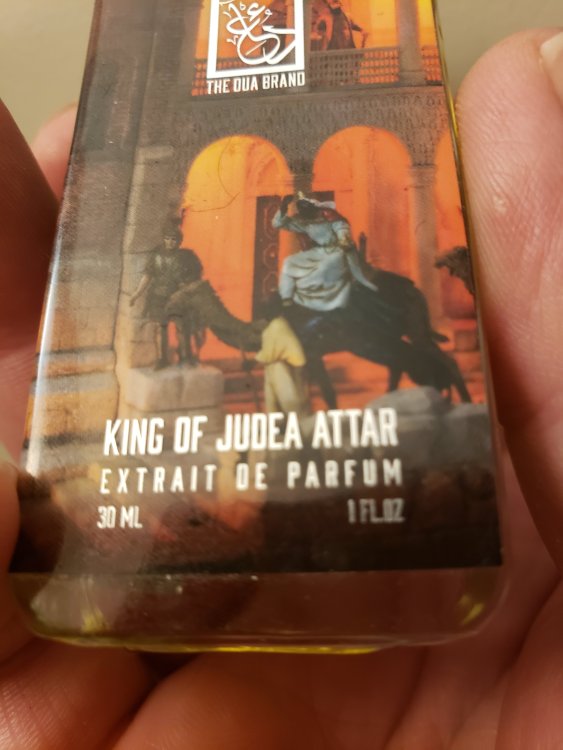 THE DUA BRAND
KING OF JUDEA ATTAR
EXTRAIT DE PARFUM
30 ML 1 FL.OZ